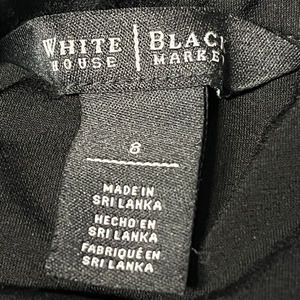 WHITE | BLACK
HOUSE | MARKET
8
MADE IN
SRI LANKA
HECHO EN
SRI LANKA
FABRIQUÉ EN
SRI LANKA